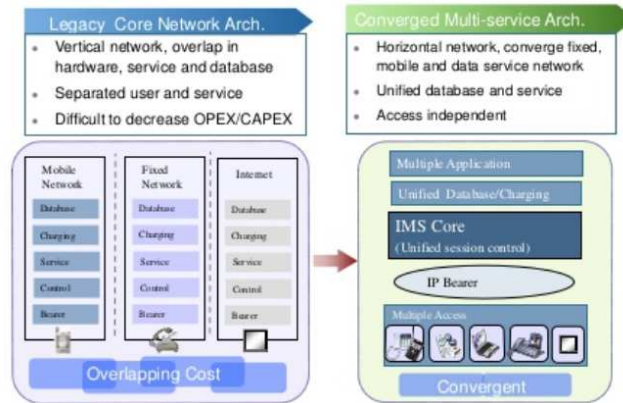 Legacy Core Network Arch.
• Vertical network, overlap in
hardware, service and database
• Separated user and service
• Difficult to decrease OPEX/CAPEX
Converged Multi-service Arch.
• Horizontal network, converge fixed,
mobile and data service network
• Unified database and service
• Access independent
Mobile
Network
Database
Charging
Service
Control
Bearer
Fixed
Network
Database
Charging
Service
Control
Bearer
Internet
Database
Charging
Service
Control
Bearer
Overlapping Cost
Multiple Application
Unified Database/Charging
IMS Core
(Unified session control)
IP Bearer
Multiple Access
Convergent